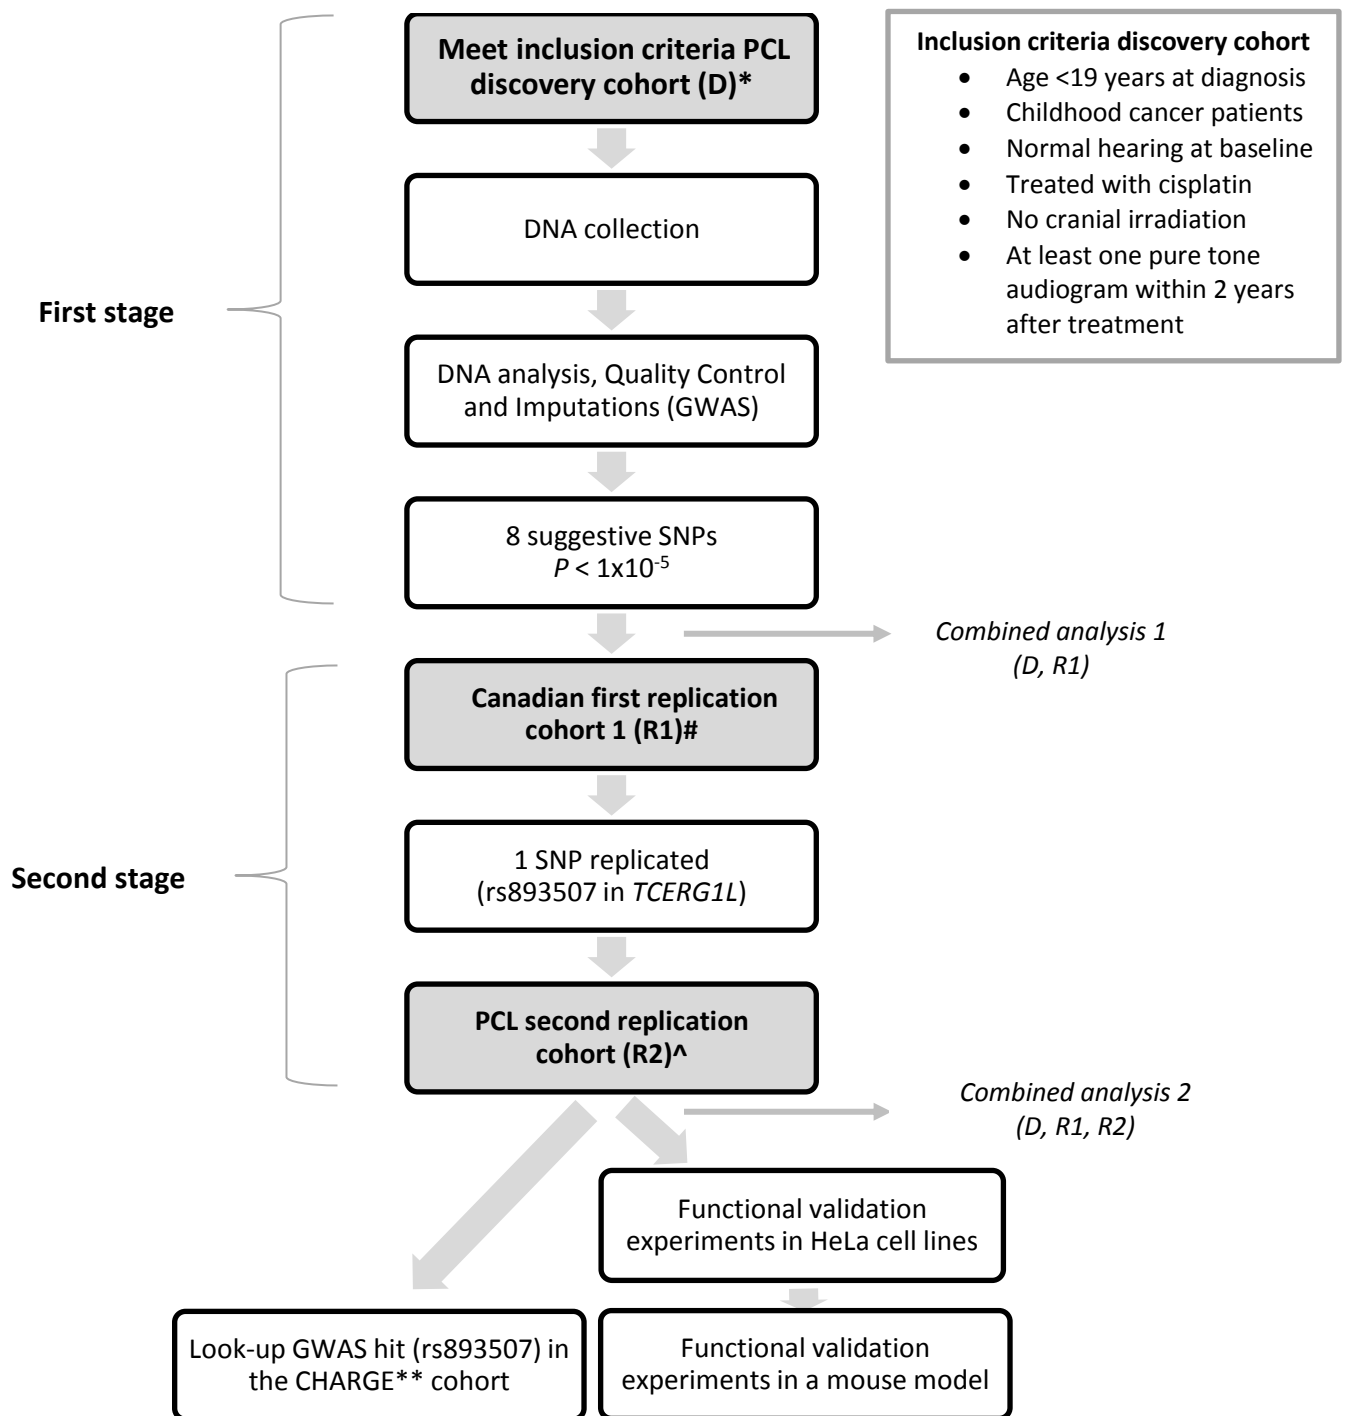 Meet inclusion criteria PCL
discovery cohort (D)*
Inclusion criteria discovery cohort
• Age <19 years at diagnosis
• Childhood cancer patients
• Normal hearing at baseline
• Treated with cisplatin
• No cranial irradiation
• At least one pure tone
audiogram within 2 years
after treatment
DNA collection
First stage
DNA analysis, Quality Control
and Imputations (GWAS)
8 suggestive SNPs
P < 1x10⁻⁵
Combined analysis 1
(D, R1)
Canadian first replication
cohort 1 (R1)#
Second stage
1 SNP replicated
(rs893507 in TCERG1L)
PCL second replication
cohort (R2)^
Combined analysis 2
(D, R1, R2)
Functional validation
experiments in HeLa cell lines
Look-up GWAS hit (rs893507) in
the CHARGE** cohort
Functional validation
experiments in a mouse model